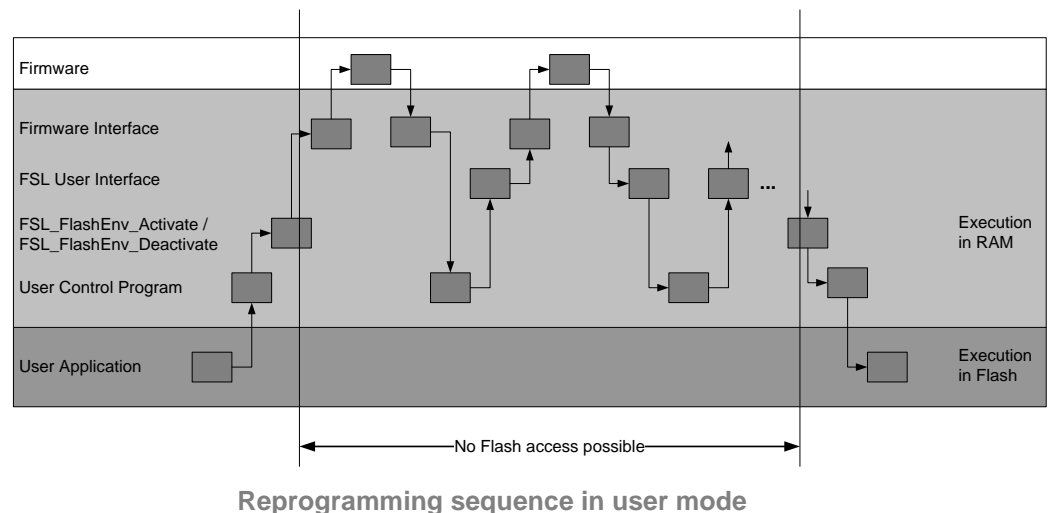 Firmware
Firmware Interface
FSL User Interface
...
FSL_FlashEnv_Activate /
FSL_FlashEnv_Deactivate
Execution
in RAM
User Control Program
User Application
Execution
in Flash
No Flash access possible
Reprogramming sequence in user mode